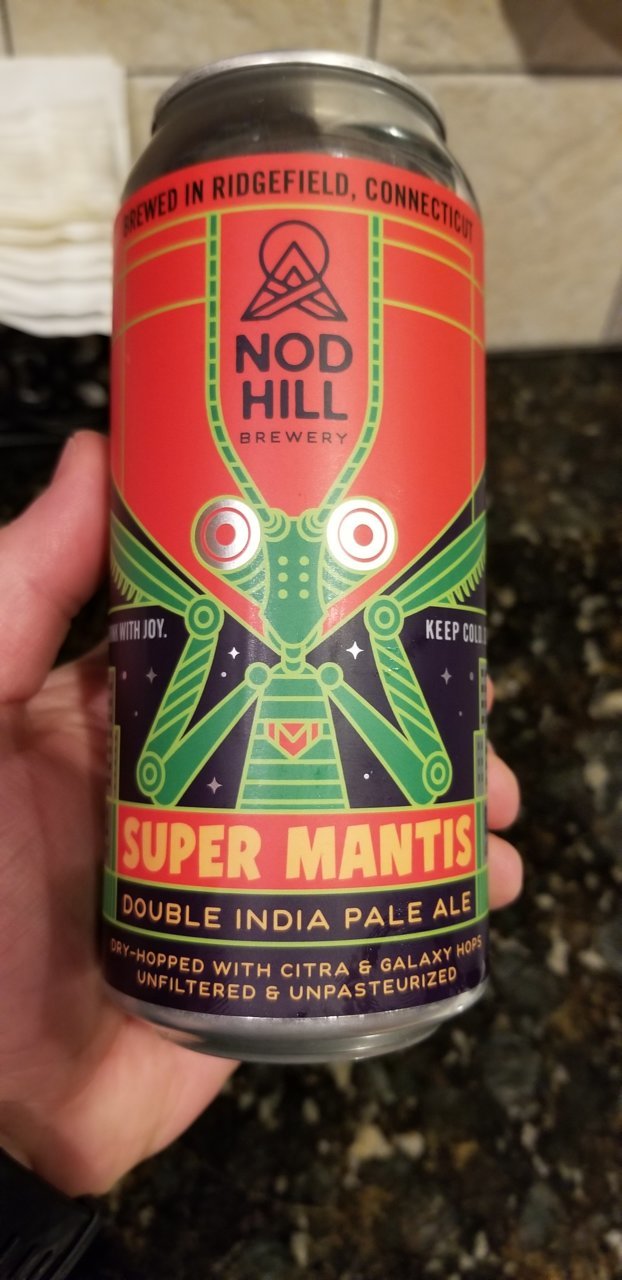 BREWED IN RIDGEFIELD, CONNECTICUT
NOD
HILL
BREWERY
WITH JOY.
KEEP COLD.
M
SUPER MANTIS
DOUBLE INDIA PALE ALE
DRY-HOPPED WITH CITRA & GALAXY HOPS
UNFILTERED & UNPASTEURIZED